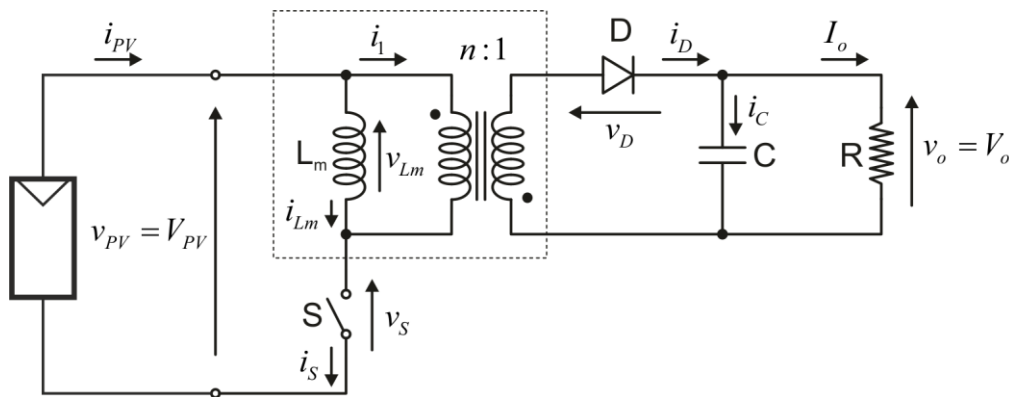 i_PV
i_1
n:1
D
i_D
I_o
v_PV = V_PV
L_m
v_Lm
i_Lm
v_D
i_C
C
R
v_o = V_o
S
v_S
i_S